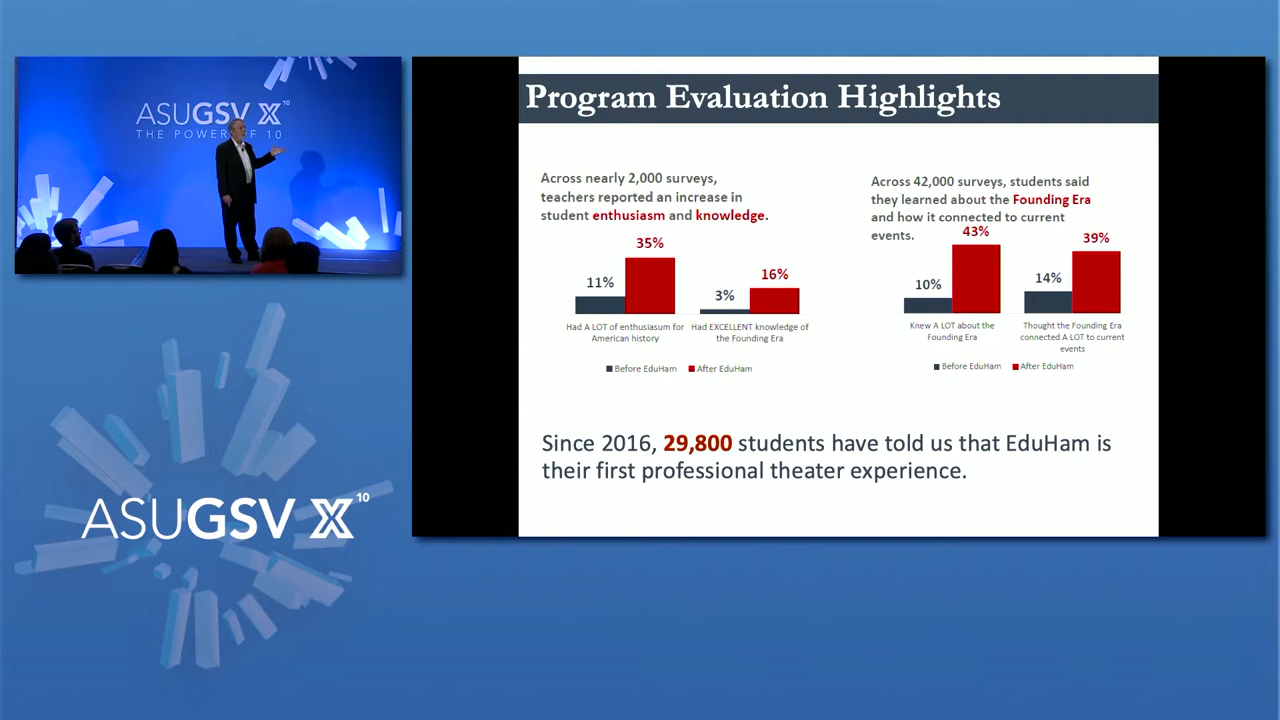 ASUGSV X10
THE POWER OF 10
ASUGSV X10
Program Evaluation Highlights
Across nearly 2,000 surveys,
teachers reported an increase in
student enthusiasm and knowledge.
11%
35%
3%
16%
Had A LOT of enthusiasum for
American history
Had EXCELLENT knowledge of
the Founding Era
Before EduHam
After EduHam
Across 42,000 surveys, students said
they learned about the Founding Era
and how it connected to current
events.
10%
43%
14%
39%
Knew A LOT about the
Founding Era
Thought the Founding Era
connected A LOT to current
events
Before EduHam
After EduHam
Since 2016, 29,800 students have told us that EduHam is
their first professional theater experience.